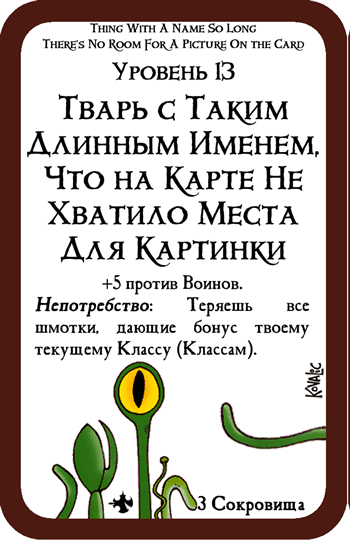 Thing With A Name So Long
There's No Room For A Picture On the Card
Уровень 13
Тварь с Таким
Длинным Именем,
Что на Карте Не
Хватило Места
Для Картинки
+5 против Воинов.
Непотребство: Теряешь все
шмотки, дающие бонус твоему
текущему Классу (Классам).
Kovalic
3 Сокровища